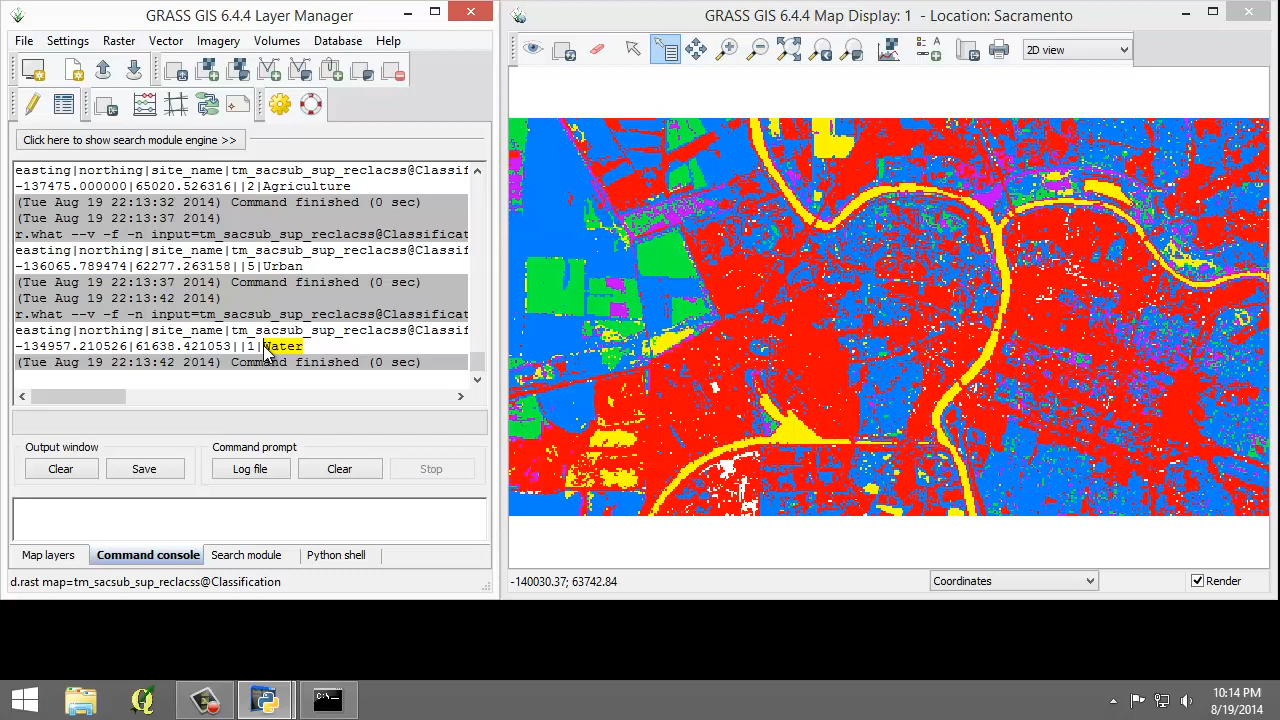 GRASS GIS 6.4.4 Layer Manager
File Settings Raster Vector Imagery Volumes Database Help
Click here to show search module engine >>
easting|northing|site_name|tm_sacsub_sup_reclacss@Classif
-137475.000000|65020.526316||2|Agriculture
(Tue Aug 19 22:13:32 2014) Command finished (0 sec)
(Tue Aug 19 22:13:37 2014)
r.what --v -f -n input=tm_sacsub_sup_reclacss@Classificat
easting|northing|site_name|tm_sacsub_sup_reclacss@Classif
-136065.789474|62277.263158||5|Urban
(Tue Aug 19 22:13:37 2014) Command finished (0 sec)
(Tue Aug 19 22:13:42 2014)
r.what --v -f -n input=tm_sacsub_sup_reclacss@Classificat
easting|northing|site_name|tm_sacsub_sup_reclacss@Classif
-134957.210526|61638.421053||1|Water
(Tue Aug 19 22:13:42 2014) Command finished (0 sec)
Output window Command prompt
Clear Save Log file Clear Stop
Map layers Command console Search module Python shell
d.rast map=tm_sacsub_sup_reclacss@Classification
GRASS GIS 6.4.4 Map Display: 1 - Location: Sacramento
2D view
-140030.37; 63742.84 Coordinates Render
10:14 PM
8/19/2014